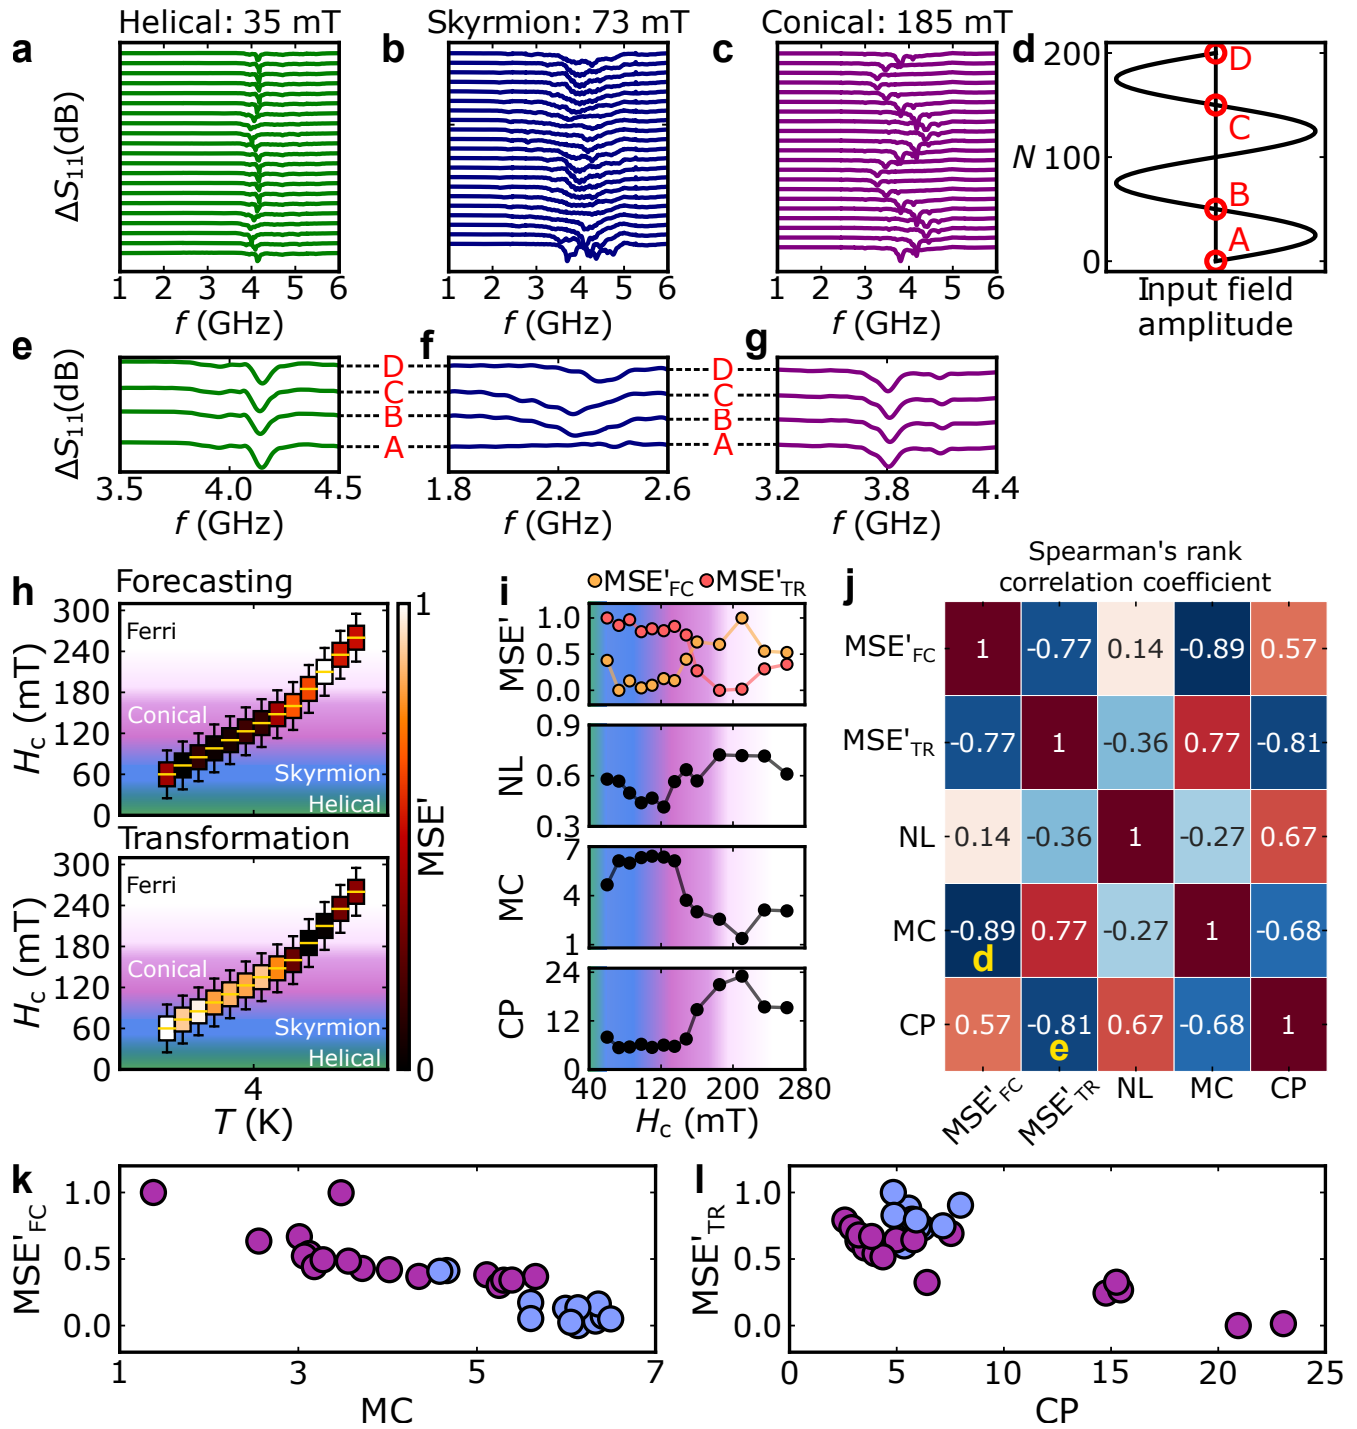 a
Helical: 35 mT
b
Skyrmion: 73 mT
c
Conical: 185 mT
d
ΔS11(dB)
1 2 3 4 5 6
f (GHz)
1 2 3 4 5 6
f (GHz)
1 2 3 4 5 6
f (GHz)
200
N 100
0
D
C
B
A
Input field
amplitude
e
ΔS11(dB)
3.5 4.0 4.5
f (GHz)
D
C
B
A
f
1.8 2.2 2.6
f (GHz)
D
C
B
A
g
3.2 3.8 4.4
f (GHz)
h
Forecasting
300
240
180
120
60
0
Hc (mT)
Ferri
Conical
Skyrmion
Helical
Transformation
300
240
180
120
60
0
Hc (mT)
Ferri
Conical
Skyrmion
Helical
4
T (K)
1
MSE'
0
i
MSE'FC MSE'TR
MSE'
1.0
0.5
0.0
NL
0.9
0.6
0.3
MC
7
4
1
CP
24
12
0
40 120 200 280
Hc (mT)
j
Spearman's rank
correlation coefficient
MSE'FC 1 -0.77 0.14 -0.89 0.57
MSE'TR -0.77 1 -0.36 0.77 -0.81
NL 0.14 -0.36 1 -0.27 0.67
MC -0.89 0.77 -0.27 1 -0.68
d
CP 0.57 -0.81 0.67 -0.68 1
e
MSE'FC MSE'TR NL MC CP
k
MSE'FC
1.0
0.5
0.0
1 3 5 7
MC
l
MSE'TR
1.0
0.5
0.0
0 5 10 15 20 25
CP